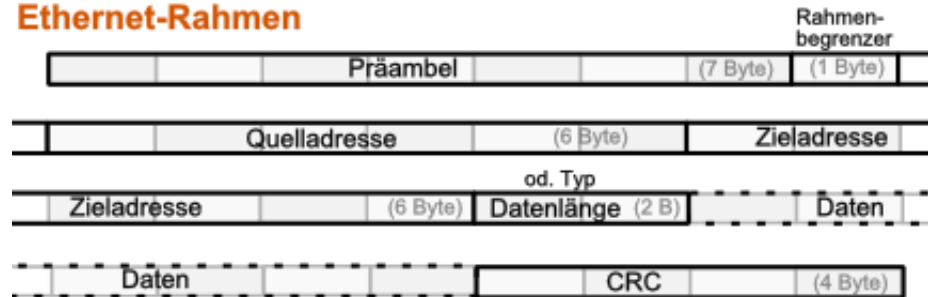 Ethernet-Rahmen
Rahmen-
begrenzer
Präambel (7 Byte) (1 Byte)
Quelladresse (6 Byte) Zieladresse
od. Typ
Zieladresse (6 Byte) Datenlänge (2 B) Daten
Daten CRC (4 Byte)